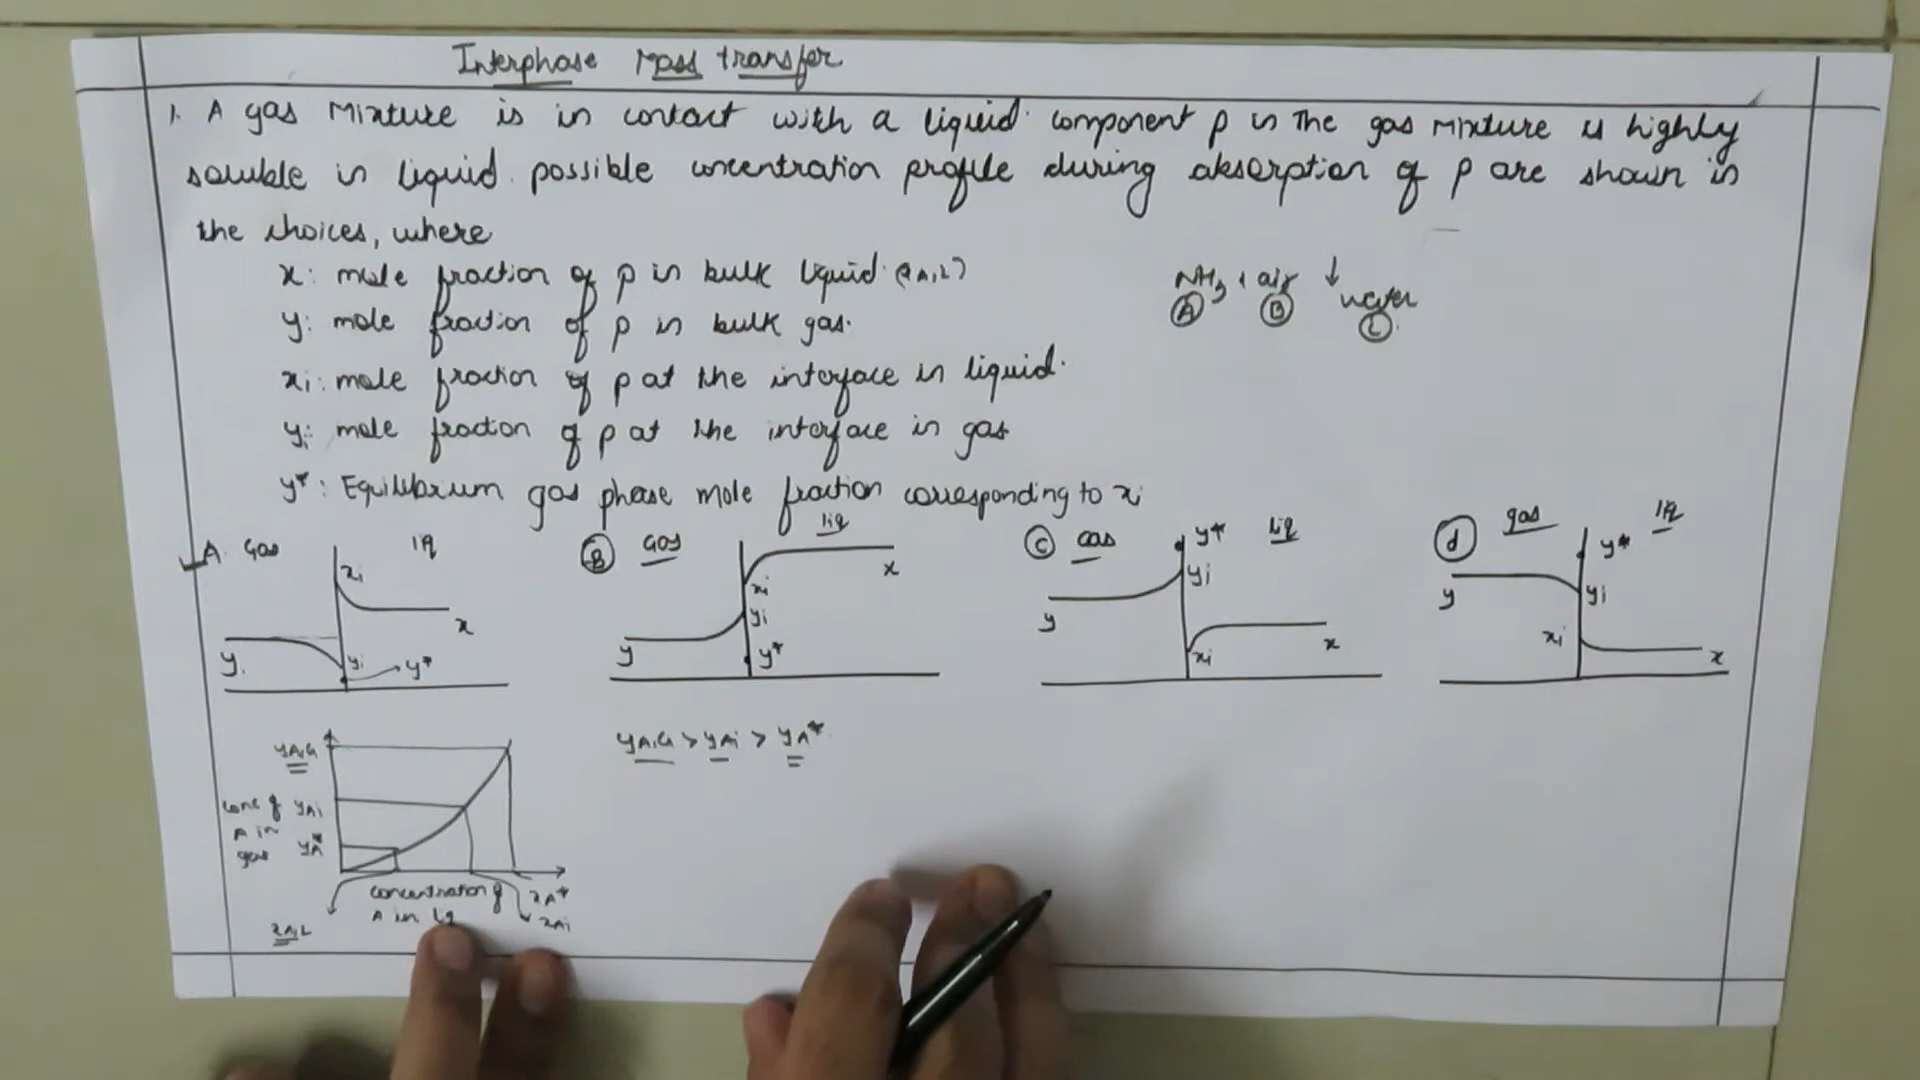 Interphase Mass transfer
1. A gas mixture is in contact with a liquid. component P in The gas mixture is highly
soluble in liquid. possible concentration profile during absorption of P are shown in
the choices, where
x: mole fraction of P in bulk liquid.
y: mole fraction of P in bulk gas.
xi: mole fraction of P at the interface in liquid.
yi: mole fraction of P at the interface in gas
y* : Equilibrium gas phase mole fraction corresponding to x
NH3 + air ↓ water
A B C
A. Gas liq
xi
x
y
yi → y*
B Gas liq
x
xi
yi
y
y*
C Gas liq
y*
yi
y
x
xi
d gas liq
y*
y
yi
xi
x
yA,G > yAi > yA*
yA,G
conc of yAi
A in
gas yA*
concentration of xA*
A in liq xAi
xA,L